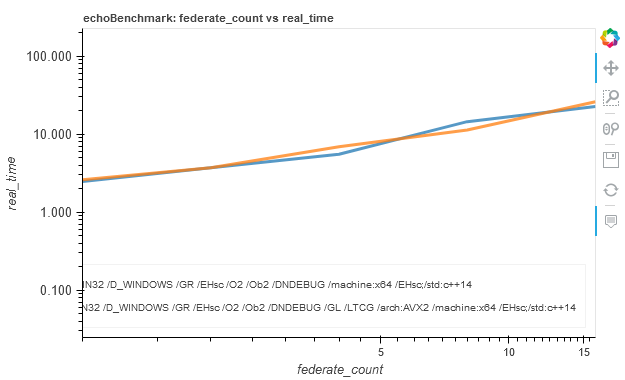 echoBenchmark: federate_count vs real_time
100.000
10.000
1.000
0.100
real_time
IN32 /D_WINDOWS /GR /EHsc /O2 /Ob2 /DNDEBUG /machine:x64 /EHsc;/std:c++14
IN32 /D_WINDOWS /GR /EHsc /O2 /Ob2 /DNDEBUG /GL /LTCG /arch:AVX2 /machine:x64 /EHsc;/std:c++14
5
10
15
federate_count